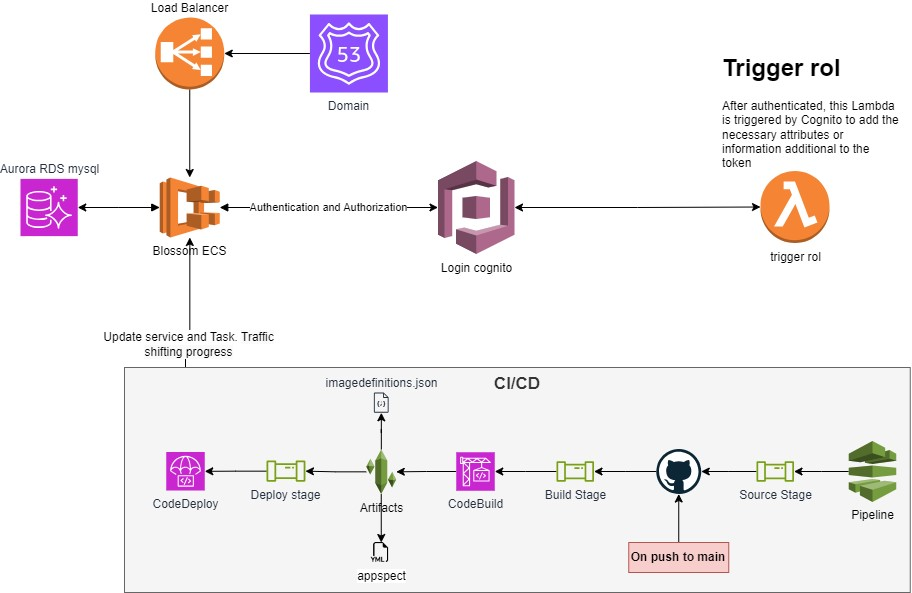 Load Balancer
53
Domain
Trigger rol
After authenticated, this Lambda
is triggered by Cognito to add the
necessary attributes or
information additional to the
token
Aurora RDS mysql
Authentication and Authorization
Blossom ECS
Login cognito
trigger rol
Update service and Task. Traffic
shifting progress
CI/CD
imagedefinitions.json
CodeDeploy
Deploy stage
Artifacts
CodeBuild
Build Stage
Source Stage
Pipeline
On push to main
YML
appspect